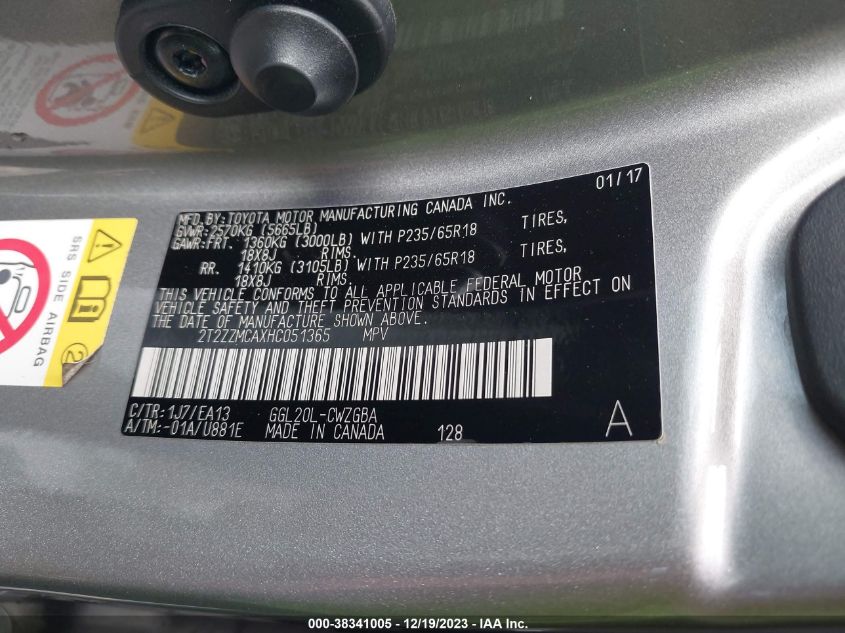 01/17
MFD.BY:TOYOTA MOTOR MANUFACTURING CANADA INC.
GVWR:2570KG (5665LB)
GAWR:FRT. 1360KG (3000LB) WITH P235/65R18 TIRES,
18X8J RIMS.
RR. 1410KG (3105LB) WITH P235/65R18 TIRES,
18X8J RIMS.
THIS VEHICLE CONFORMS TO ALL APPLICABLE FEDERAL MOTOR
VEHICLE SAFETY AND THEFT PREVENTION STANDARDS IN EFFECT ON
THE DATE OF MANUFACTURE SHOWN ABOVE.
2T2ZZMCAXHC051365 MPV
C/TR:1J7/EA13 GGL20L-CWZGBA
A/TM:-01A/U881E MADE IN CANADA 128 A
SRS SIDE AIRBAG
2
000-38341005 - 12/19/2023 - IAA Inc.